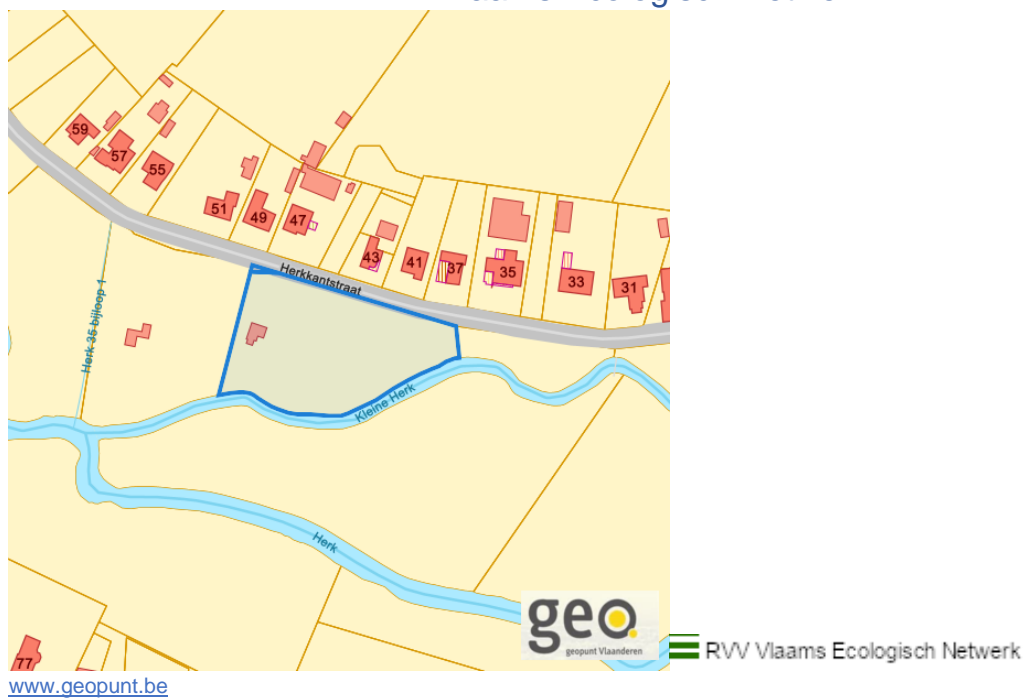 59
57
55
51
49
47
43
41
37
35
33
31
Herkkantstraat
Herk 35 bijloop 1
Kleine Herk
Herk
77
geo.
geopunt Vlaanderen
RVV Vlaams Ecologisch Netwerk
www.geopunt.be